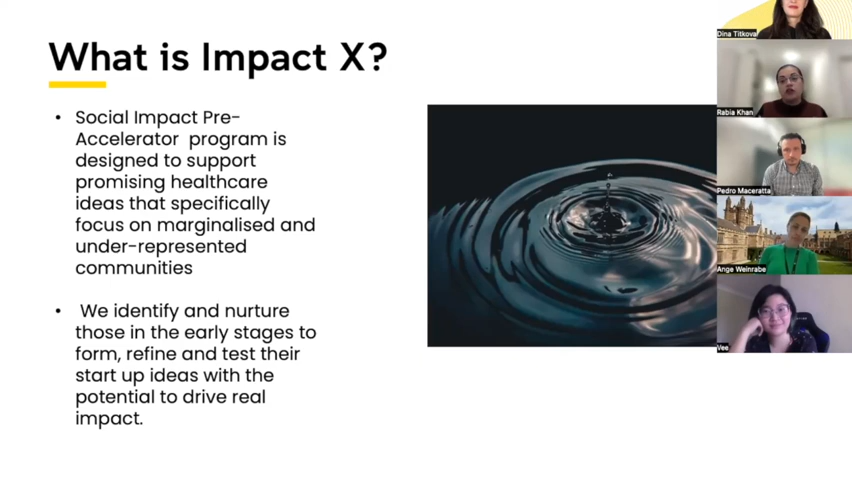 What is Impact X?
• Social Impact Pre-
Accelerator program is
designed to support
promising healthcare
ideas that specifically
focus on marginalised and
under-represented
communities
• We identify and nurture
those in the early stages to
form, refine and test their
start up ideas with the
potential to drive real
impact.
Dina Titkova
Rabia Khan
Pedro Maceratta
Ange Weinrabe
Vee